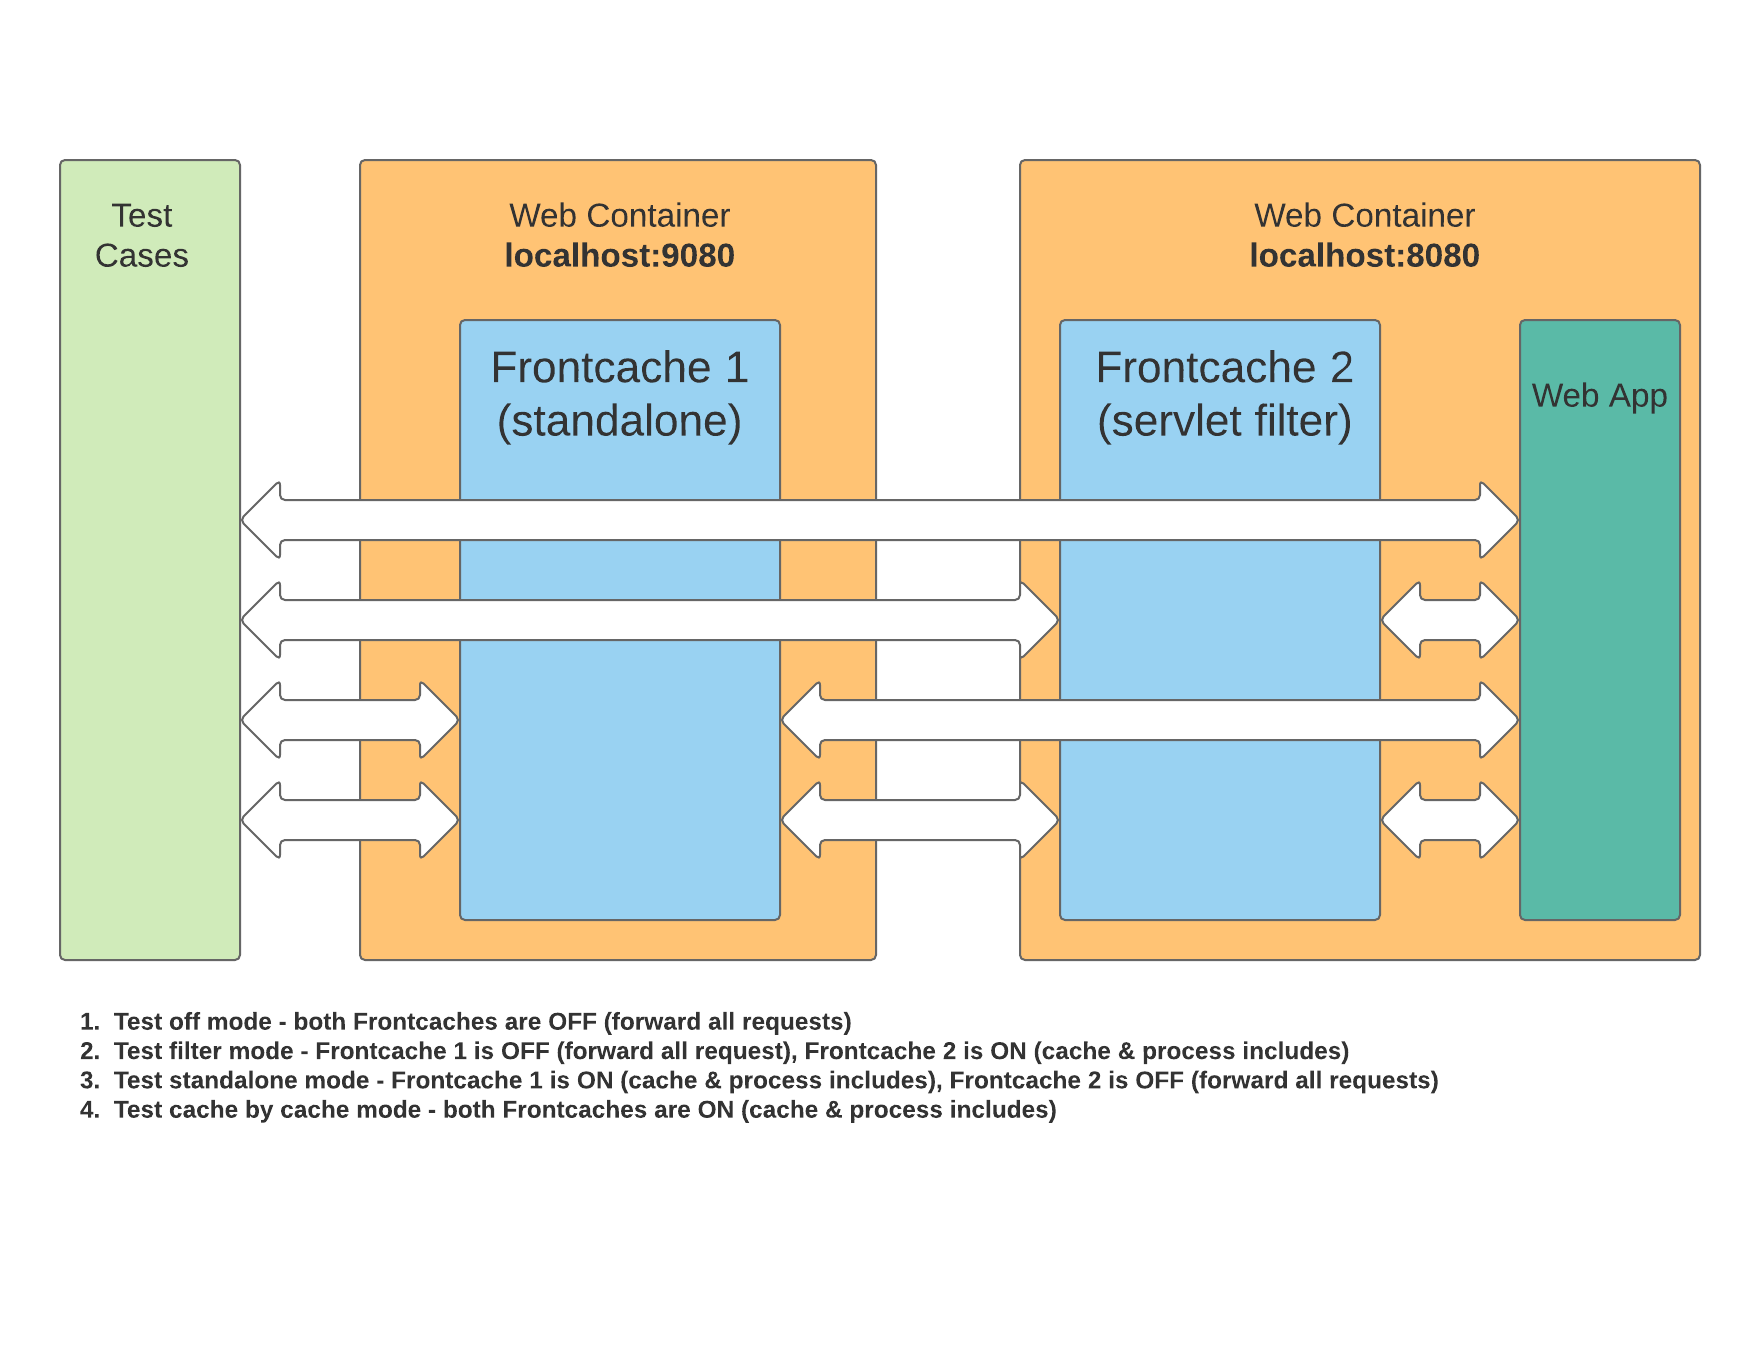 Test
Cases
Web Container
localhost:9080
Web Container
localhost:8080
Frontcache 1
(standalone)
Frontcache 2
(servlet filter)
Web App
1. Test off mode - both Frontcaches are OFF (forward all requests)
2. Test filter mode - Frontcache 1 is OFF (forward all request), Frontcache 2 is ON (cache & process includes)
3. Test standalone mode - Frontcache 1 is ON (cache & process includes), Frontcache 2 is OFF (forward all requests)
4. Test cache by cache mode - both Frontcaches are ON (cache & process includes)